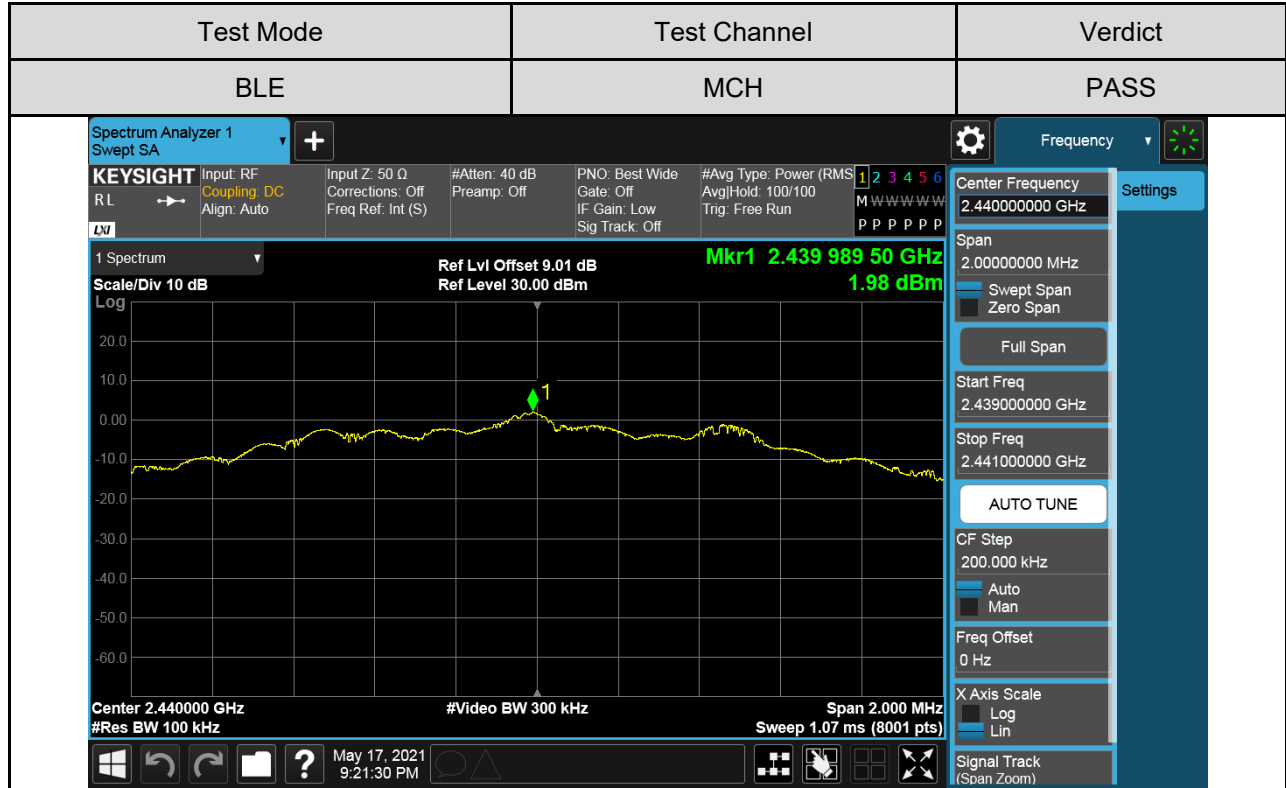 Test Mode Test Channel Verdict
BLE MCH PASS
Spectrum Analyzer 1
Swept SA
+
Frequency
KEYSIGHT
R L
LXI
Input: RF
Coupling: DC
Align: Auto
Input Z: 50 Ω
Corrections: Off
Freq Ref: Int (S)
#Atten: 40 dB
Preamp: Off
PNO: Best Wide
Gate: Off
IF Gain: Low
Sig Track: Off
#Avg Type: Power (RMS
Avg|Hold: 100/100
Trig: Free Run
1 2 3 4 5 6
M W W W W W
P P P P P P
Center Frequency
2.440000000 GHz
Settings
1 Spectrum
Scale/Div 10 dB
Ref Lvl Offset 9.01 dB
Ref Level 30.00 dBm
Mkr1 2.439 989 50 GHz
1.98 dBm
Span
2.00000000 MHz
Swept Span
Zero Span
Full Span
Start Freq
2.439000000 GHz
Stop Freq
2.441000000 GHz
AUTO TUNE
CF Step
200.000 kHz
Auto
Man
Freq Offset
0 Hz
X Axis Scale
Log
Lin
Signal Track
(Span Zoom)
Log
20.0
10.0
1
0.00
-10.0
-20.0
-30.0
-40.0
-50.0
-60.0
Center 2.440000 GHz #Video BW 300 kHz Span 2.000 MHz
#Res BW 100 kHz Sweep 1.07 ms (8001 pts)
?
May 17, 2021
9:21:30 PM